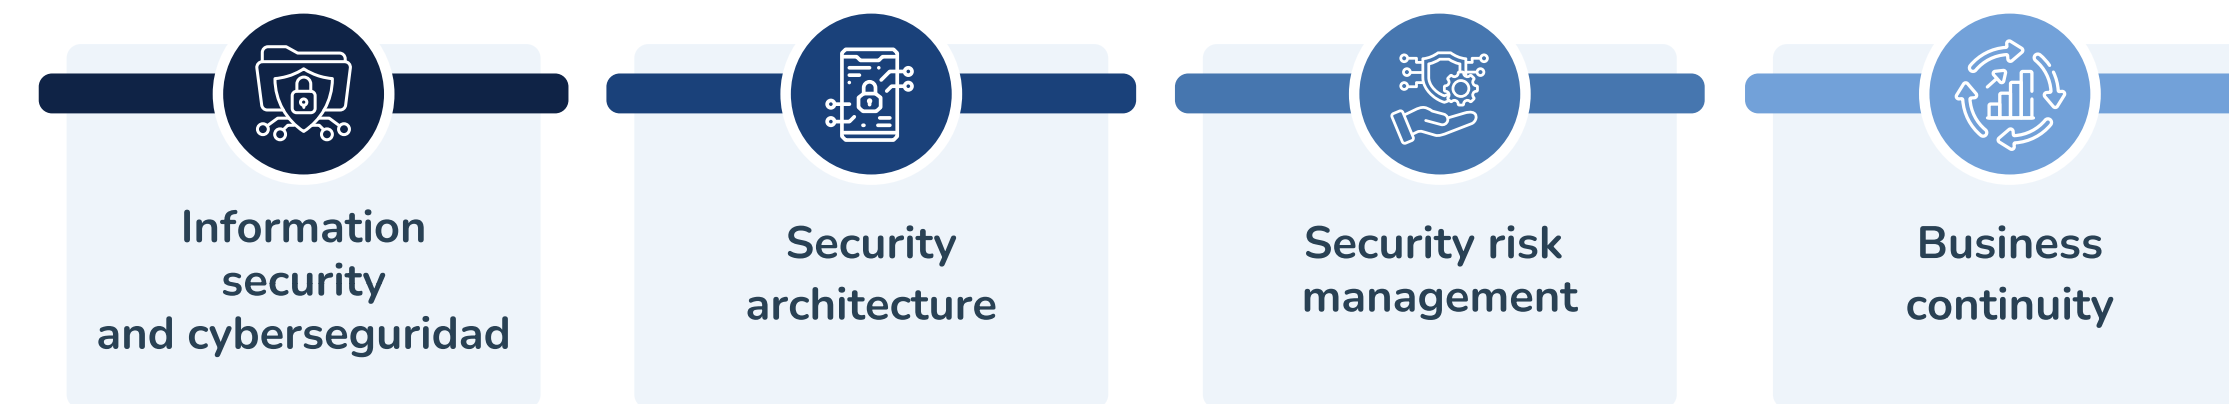 Information
security
and cyberseguridad
Security
architecture
Security risk
management
Business
continuity